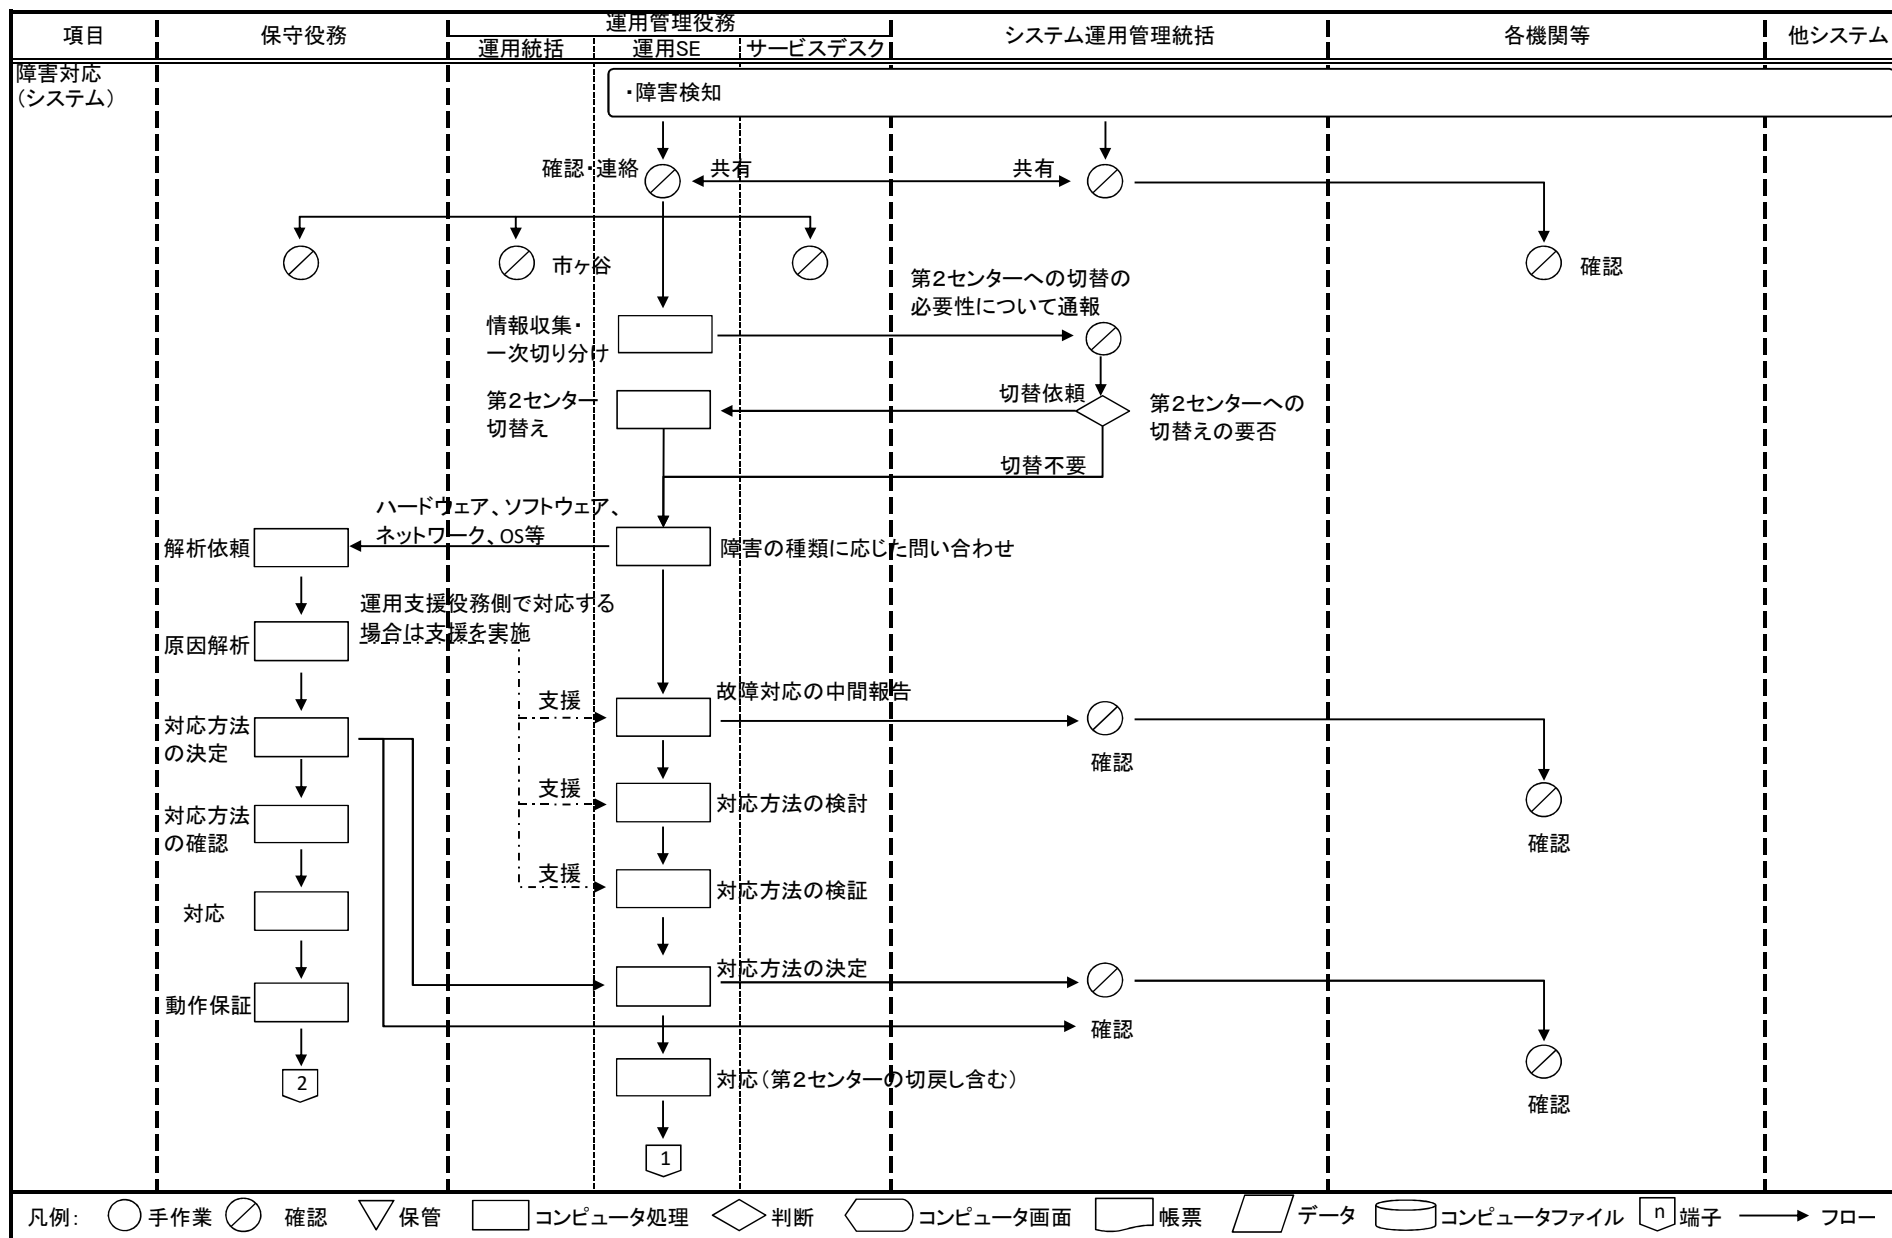 項目
保守役務
運用管理役務
運用統括
運用SE
サービスデスク
システム運用管理統括
各機関等
他システム
障害対応
（システム）
・障害検知
確認・連絡
共有
共有
市ヶ谷
確認
第2センターへの切替の
必要性について通報
情報収集・
一次切り分け
第2センター
切替え
切替依頼
第2センターへの
切替えの要否
切替不要
ハードウェア、ソフトウェア、
ネットワーク、OS等
解析依頼
障害の種類に応じた問い合わせ
運用支援役務側で対応する
場合は支援を実施
原因解析
支援
故障対応の中間報告
対応方法
の決定
確認
支援
対応方法の検討
対応方法
の確認
確認
支援
対応方法の検証
対応
対応方法の決定
動作保証
確認
2
対応（第2センターの切戻し含む）
確認
1
凡例： 手作業 確認 保管 コンピュータ処理 判断 コンピュータ画面 帳票 データ コンピュータファイル n 端子 フロー